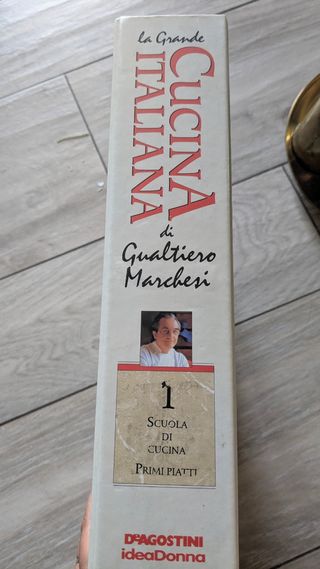 la Grande
CUCINA
ITALIANA
di
Gualtiero
Marchesi
1
SCUOLA
DI
CUCINA
PRIMI PIATTI
DEAGOSTINI
ideaDonna